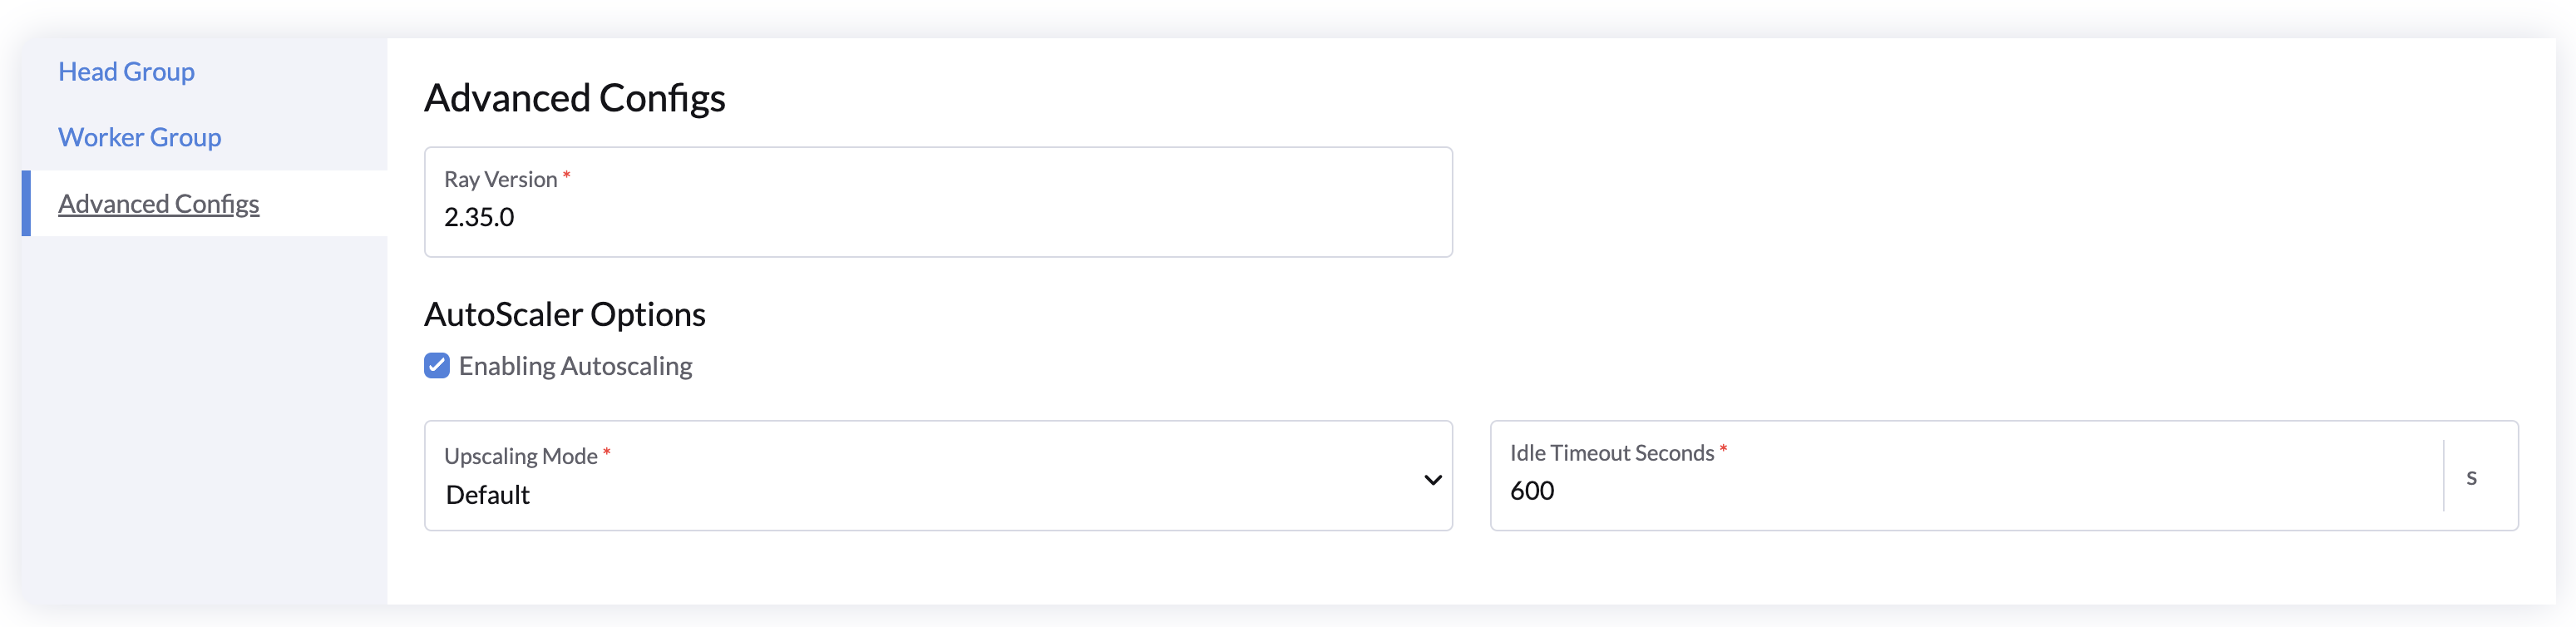 Head Group
Worker Group
Advanced Configs
Advanced Configs
Ray Version *
2.35.0
AutoScaler Options
Enabling Autoscaling
Upscaling Mode *
Default
Idle Timeout Seconds *
600
s